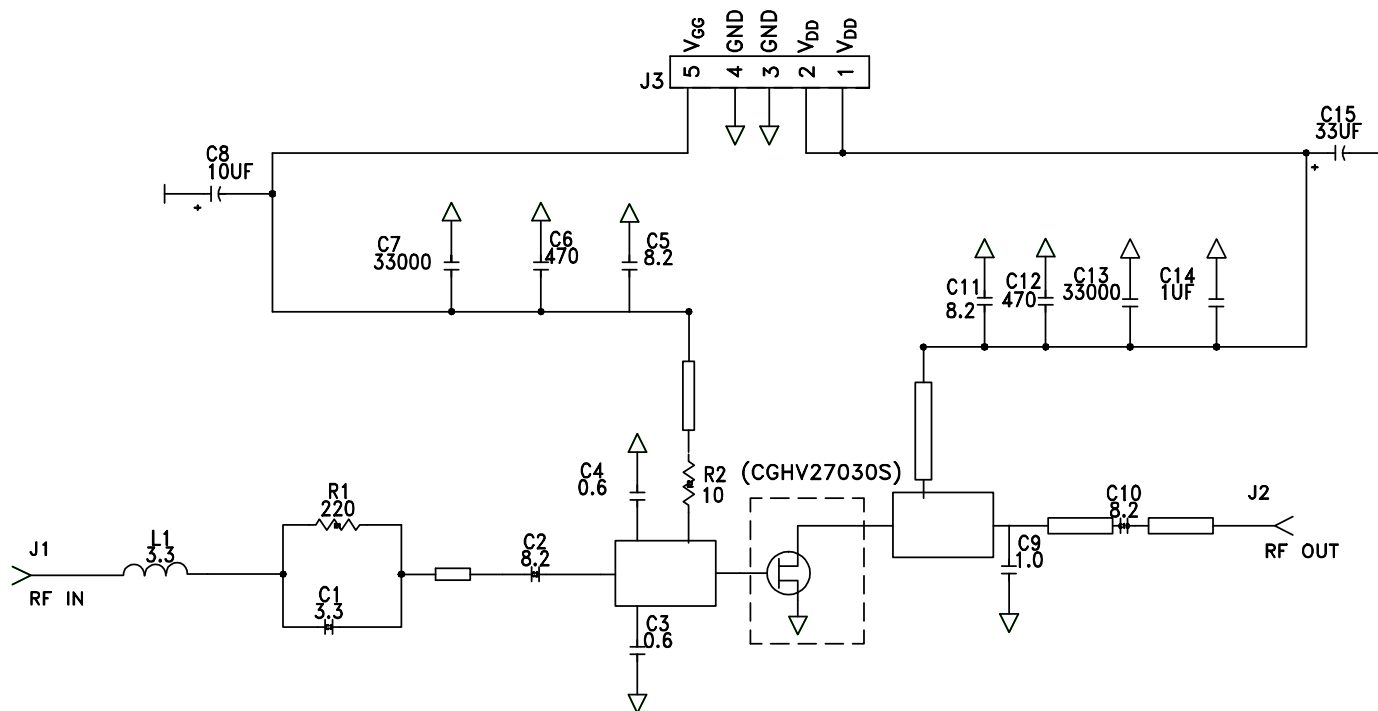 VGG
GND
GND
VDD
VDD
J3
5
4
3
2
1
C15
33UF
+
C8
10UF
+
C7
33000
C6
470
C5
8.2
C11
8.2
C12
470
C13
33000
C14
1UF
C4
0.6
R2
10
(CGHV27030S)
R1
220
C10
8.2
J2
RF OUT
J1
RF IN
L1
3.3
C2
8.2
C9
1.0
C1
3.3
C3
0.6